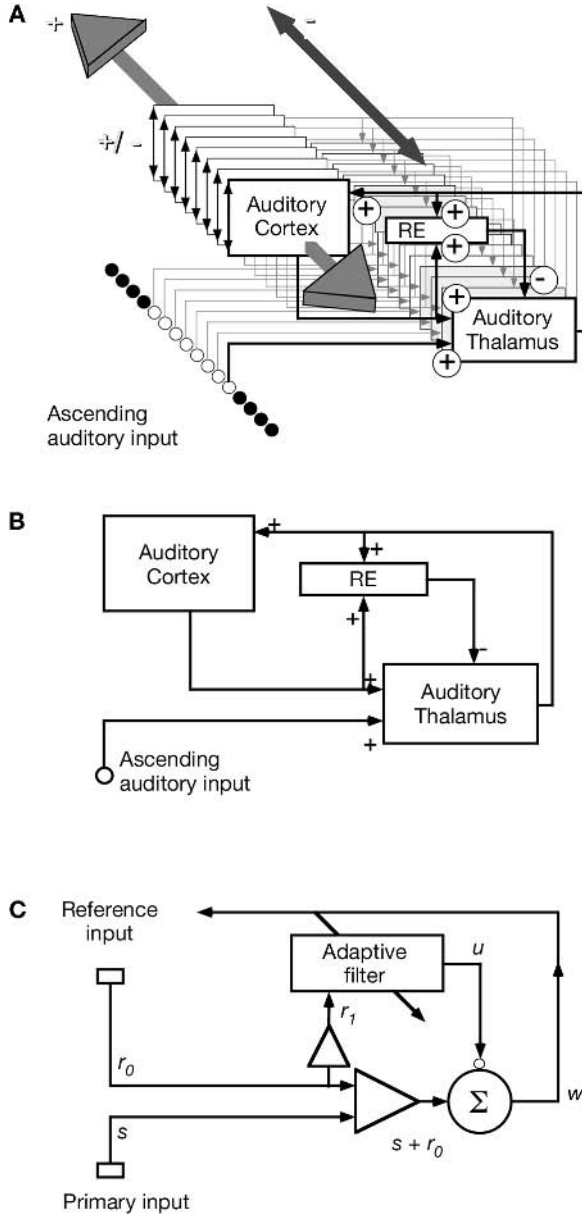 A
+
-
+/ -
Auditory
Cortex
+
+
RE
+
-
+
Auditory
Thalamus
+
Ascending
auditory input
B
Auditory
Cortex
+
+
RE
+
-
+
Auditory
Thalamus
+
Ascending
auditory input
C
Reference
input
Adaptive
filter
u
r1
r0
s
Σ
w
s + r0
Primary input